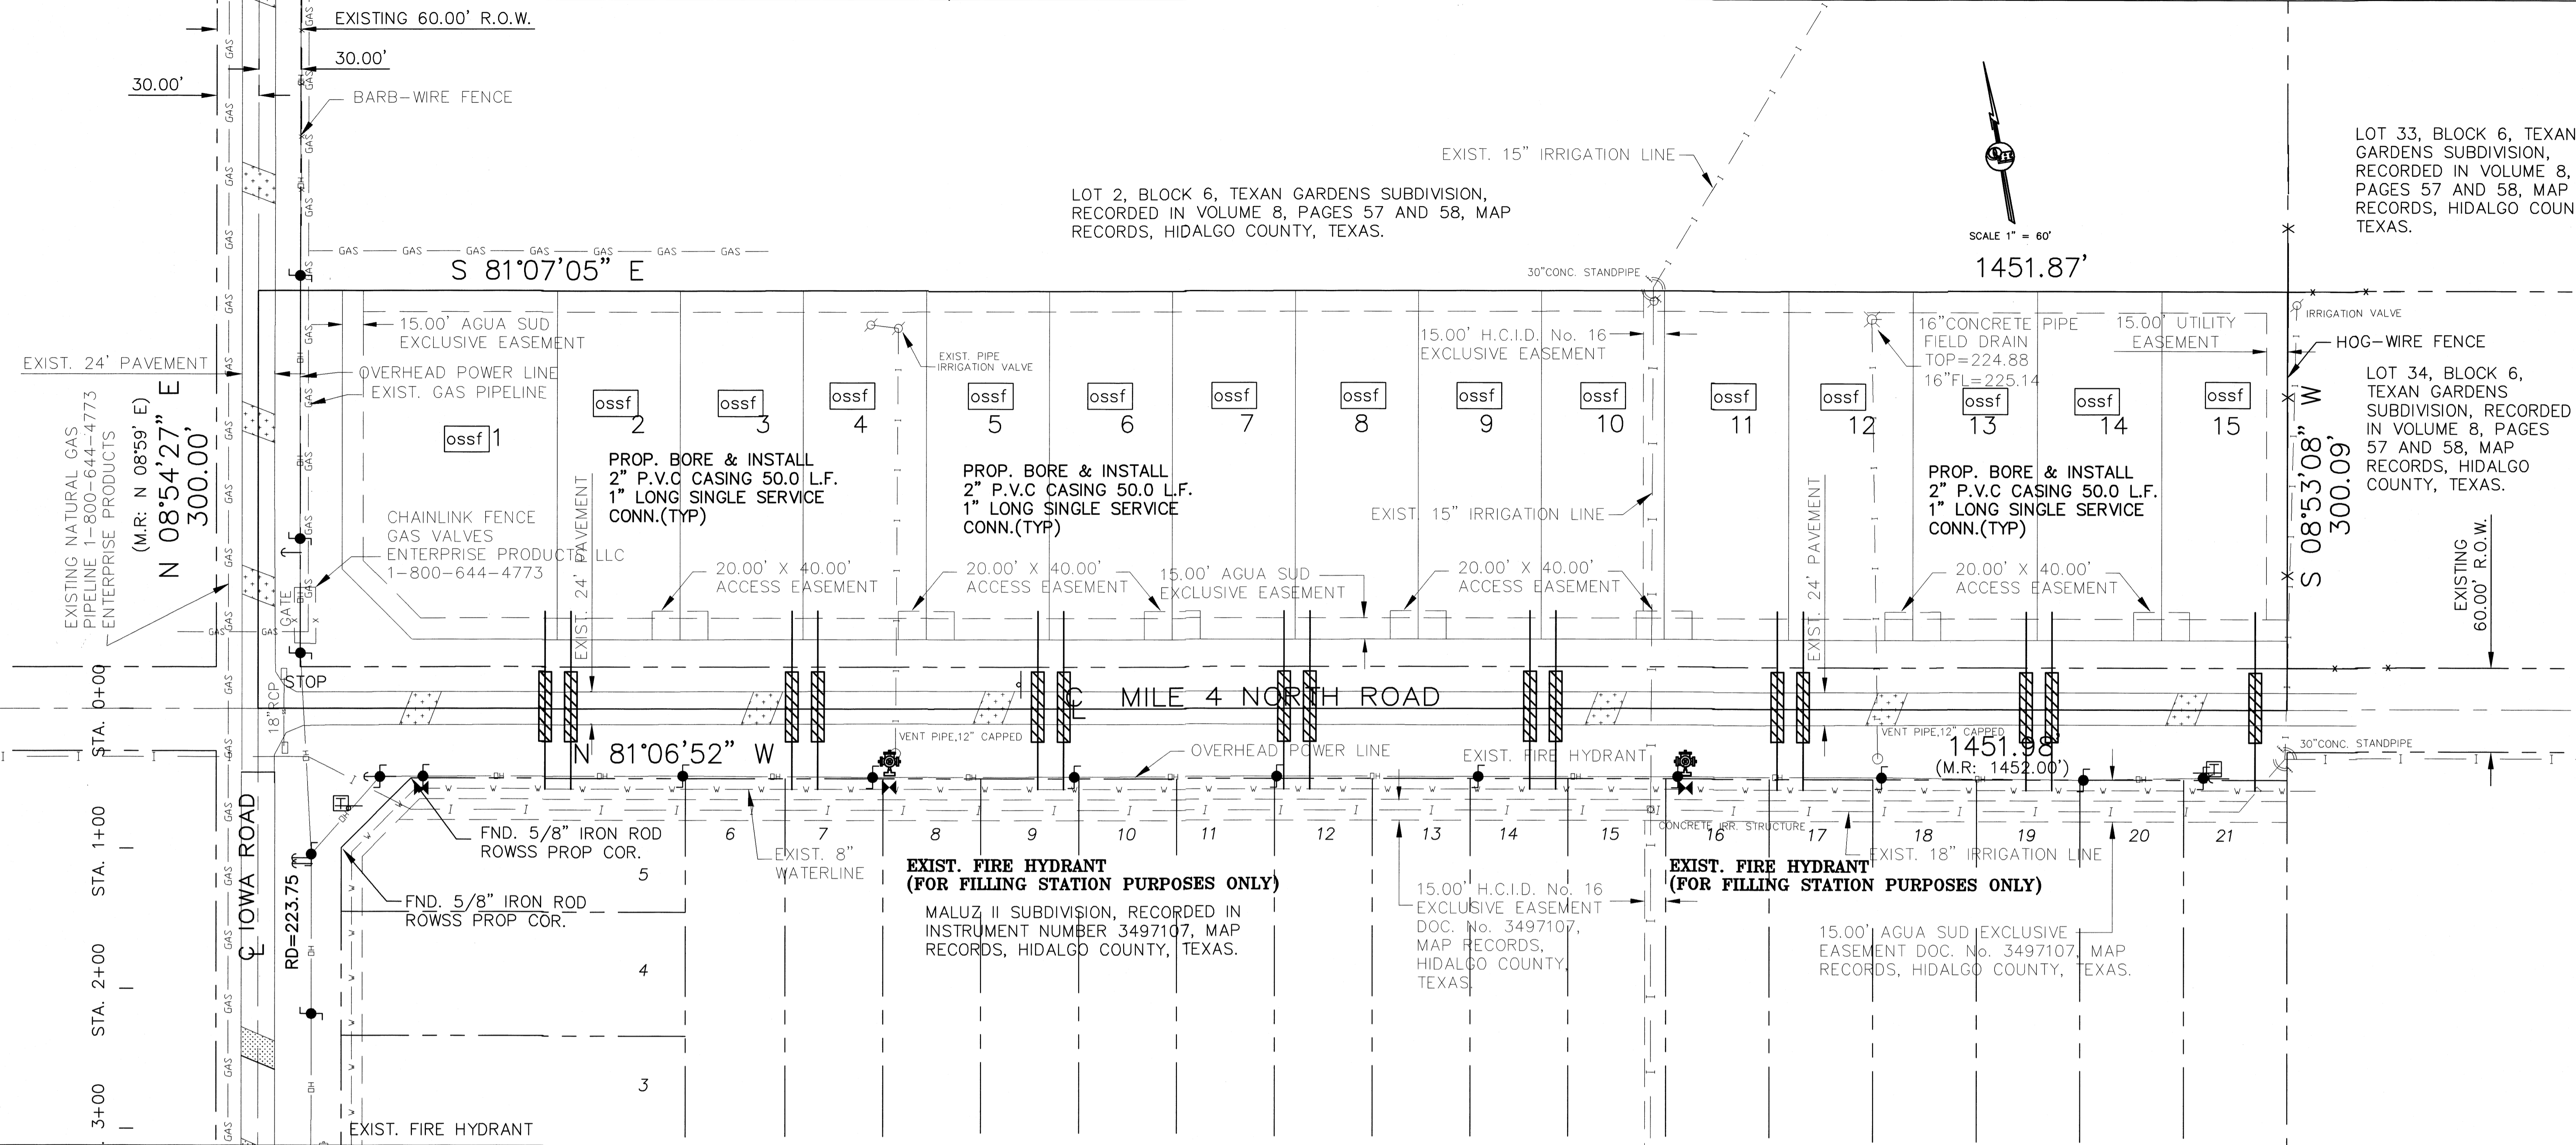 EXISTING 60.00' R.O.W.
30.00'
30.00'
BARB-WIRE FENCE
EXIST. 15" IRRIGATION LINE
LOT 2, BLOCK 6, TEXAN GARDENS SUBDIVISION,
RECORDED IN VOLUME 8, PAGES 57 AND 58, MAP
RECORDS, HIDALGO COUNTY, TEXAS.
SCALE 1" = 60'
LOT 33, BLOCK 6, TEXAN
GARDENS SUBDIVISION,
RECORDED IN VOLUME 8,
PAGES 57 AND 58, MAP
RECORDS, HIDALGO COUN
TEXAS.
GAS GAS GAS GAS GAS GAS GAS
S 81°07'05" E
30"CONC. STANDPIPE
1451.87'
15.00' AGUA SUD
EXCLUSIVE EASEMENT
EXIST. 24' PAVEMENT
OVERHEAD POWER LINE
EXIST. GAS PIPELINE
EXIST. PIPE
IRRIGATION VALVE
15.00' H.C.I.D. No. 16
EXCLUSIVE EASEMENT
16"CONCRETE PIPE
FIELD DRAIN
TOP=224.88
16"FL=225.14
15.00' UTILITY
EASEMENT
IRRIGATION VALVE
HOG-WIRE FENCE
LOT 34, BLOCK 6,
TEXAN GARDENS
SUBDIVISION, RECORDED
IN VOLUME 8, PAGES
57 AND 58, MAP
RECORDS, HIDALGO
COUNTY, TEXAS.
EXISTING NATURAL GAS
PIPELINE 1-800-644-4773
ENTERPRISE PRODUCTS
(M.R: N 08°59' E)
N 08°54'27" E
300.00'
ossf ossf ossf ossf ossf ossf ossf ossf ossf ossf ossf ossf ossf ossf ossf
1 2 3 4 5 6 7 8 9 10 11 12 13 14 15
PROP. BORE & INSTALL
2" P.V.C CASING 50.0 L.F.
1" LONG SINGLE SERVICE
CONN.(TYP)
PROP. BORE & INSTALL
2" P.V.C CASING 50.0 L.F.
1" LONG SINGLE SERVICE
CONN.(TYP)
PROP. BORE & INSTALL
2" P.V.C CASING 50.0 L.F.
1" LONG SINGLE SERVICE
CONN.(TYP)
S 08°53'08" W
300.09'
EXISTING
60.00' R.O.W.
CHAINLINK FENCE
GAS VALVES
ENTERPRISE PRODUCTS LLC
1-800-644-4773
EXIST. 24' PAVEMENT
EXIST. 15" IRRIGATION LINE
EXIST. 24' PAVEMENT
20.00' X 40.00'
ACCESS EASEMENT
20.00' X 40.00'
ACCESS EASEMENT
15.00' AGUA SUD
EXCLUSIVE EASEMENT
20.00' X 40.00'
ACCESS EASEMENT
20.00' X 40.00'
ACCESS EASEMENT
GATE
STOP
18"RCP
CL MILE 4 NORTH ROAD
N 81°06'52" W
VENT PIPE,12" CAPPED
OVERHEAD POWER LINE
EXIST. FIRE HYDRANT
VENT PIPE,12" CAPPED
1451.98'
(M.R: 1452.00')
30"CONC. STANDPIPE
STA. 0+00
STA. 1+00
STA. 2+00
3+00
CL IOWA ROAD
RD=223.75
FND. 5/8" IRON ROD
ROWSS PROP COR.
FND. 5/8" IRON ROD
ROWSS PROP COR.
EXIST. 8"
WATERLINE
6 7 8 9 10 11 12 13 14 15 16 17 18 19 20 21
5
4
3
CONCRETE IRR. STRUCTURE
EXIST. 18" IRRIGATION LINE
EXIST. FIRE HYDRANT
(FOR FILLING STATION PURPOSES ONLY)
EXIST. FIRE HYDRANT
(FOR FILLING STATION PURPOSES ONLY)
MALUZ II SUBDIVISION, RECORDED IN
INSTRUMENT NUMBER 3497107, MAP
RECORDS, HIDALGO COUNTY, TEXAS.
15.00' H.C.I.D. No. 16
EXCLUSIVE EASEMENT
DOC. No. 3497107,
MAP RECORDS,
HIDALGO COUNTY,
TEXAS.
15.00' AGUA SUD EXCLUSIVE
EASEMENT DOC. No. 3497107, MAP
RECORDS, HIDALGO COUNTY, TEXAS.
EXIST. FIRE HYDRANT